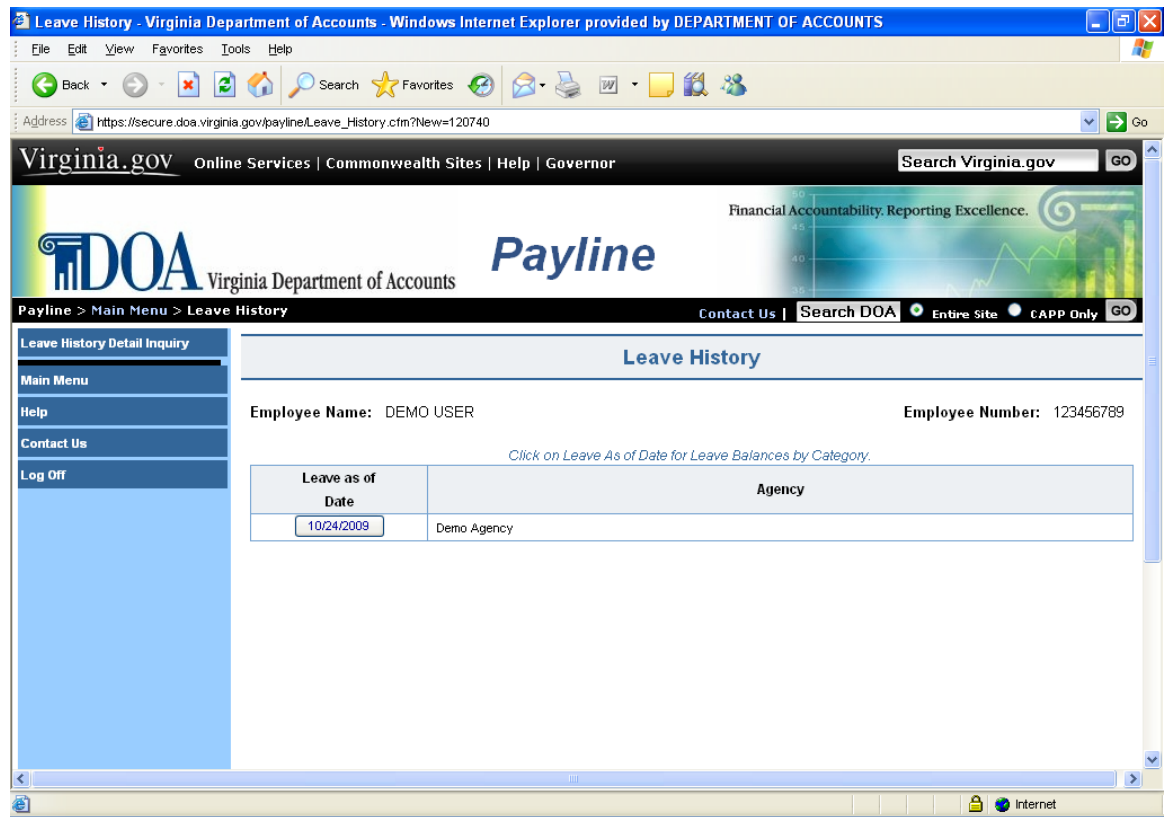 Leave History - Virginia Department of Accounts - Windows Internet Explorer provided by DEPARTMENT OF ACCOUNTS
File Edit View Favorites Tools Help
Back Search Favorites
Address https://secure.doa.virginia.gov/payline/Leave_History.cfm?New=120740 Go
Virginia.gov Online Services | Commonwealth Sites | Help | Governor Search Virginia.gov GO
50
Financial Accountability. Reporting Excellence.
45
DOA Virginia Department of Accounts Payline
40
35
Payline > Main Menu > Leave History Contact Us | Search DOA Entire Site CAPP Only GO
Leave History Detail Inquiry
Main Menu
Help
Contact Us
Log Off
Leave History
Employee Name: DEMO USER Employee Number: 123456789
Click on Leave As of Date for Leave Balances by Category.
Leave as of
Date
Agency
10/24/2009 Demo Agency
Internet